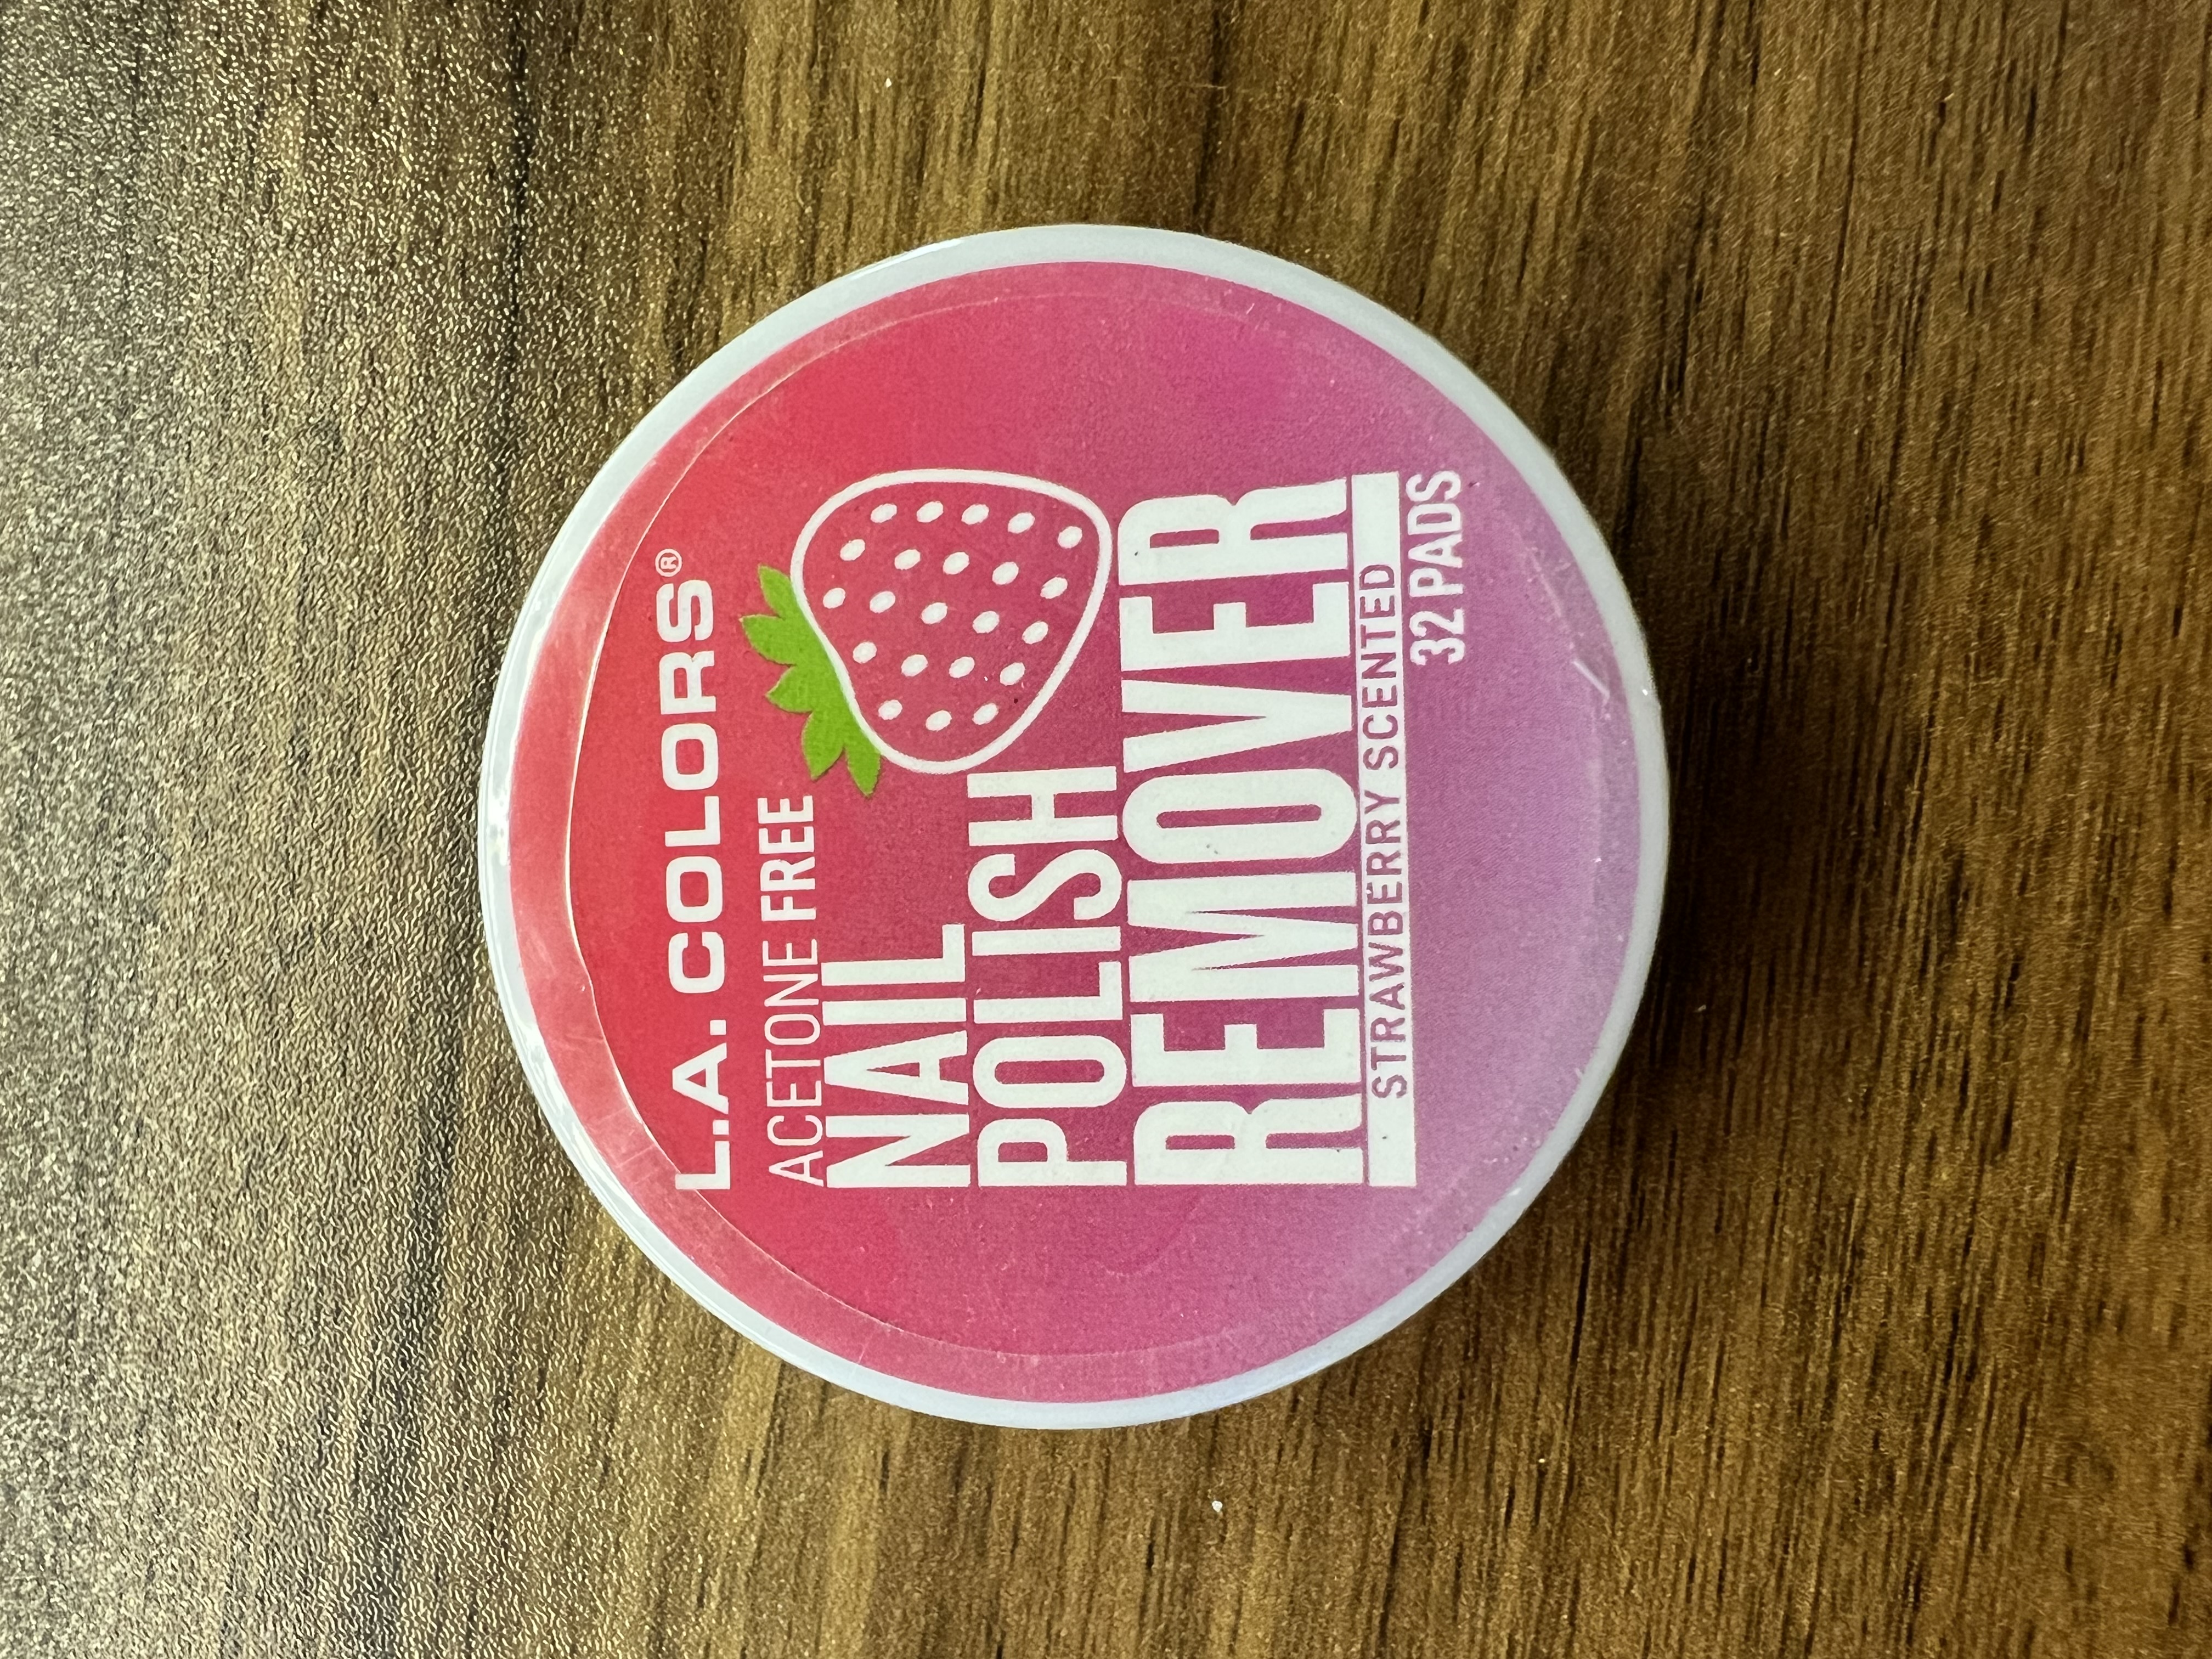 L.A. COLORS®
ACETONE FREE
NAIL
POLISH
REMOVER
STRAWBERRY SCENTED
32 PADS